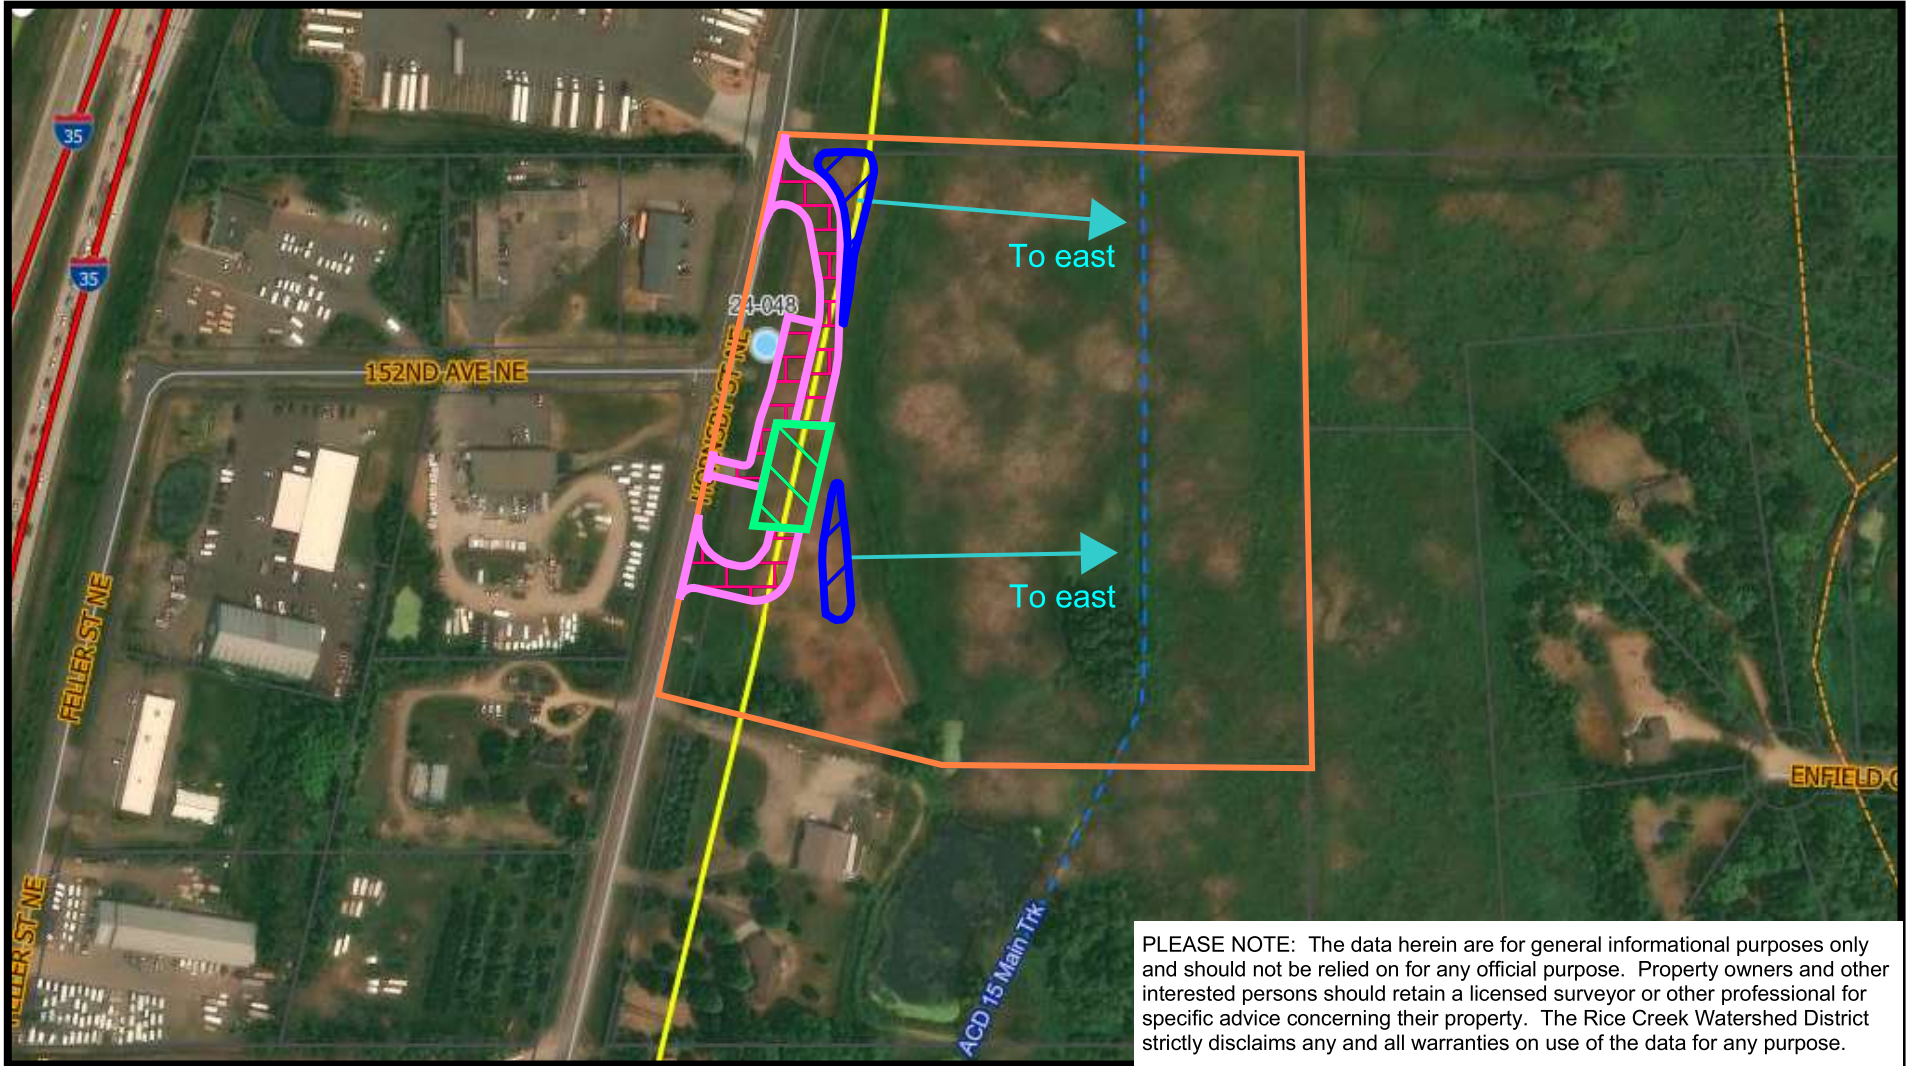 35
35
To east
24-048
HORNSBY ST NE
152ND AVE NE
To east
FELLER ST NE
ENFIELD
FELLER ST NE
ACD 15 Main Trk
PLEASE NOTE: The data herein are for general informational purposes only
and should not be relied on for any official purpose. Property owners and other
interested persons should retain a licensed surveyor or other professional for
specific advice concerning their property. The Rice Creek Watershed District
strictly disclaims any and all warranties on use of the data for any purpose.